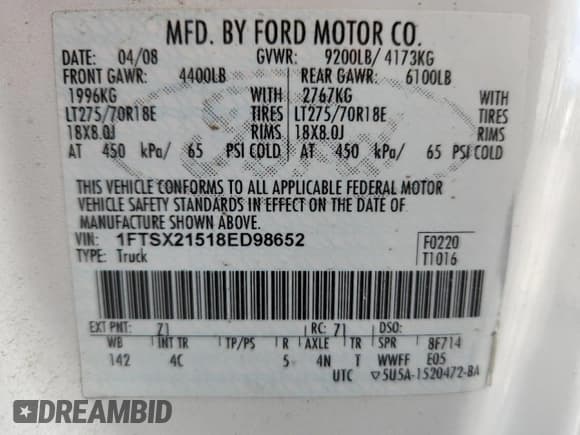 MFD. BY FORD MOTOR CO.
DATE: 04/08 GVWR: 9200LB/ 4173KG
FRONT GAWR: 4400LB REAR GAWR: 6100LB
1996KG WITH 2767KG WITH
LT275/70R18E TIRES LT275/70R18E TIRES
18X8.0J RIMS 18X8.0J RIMS
AT 450 kPa/ 65 PSI COLD AT 450 kPa/ 65 PSI COLD
THIS VEHICLE CONFORMS TO ALL APPLICABLE FEDERAL MOTOR
VEHICLE SAFETY STANDARDS IN EFFECT ON THE DATE OF
MANUFACTURE SHOWN ABOVE.
VIN: 1FTSX21518ED98652 F0220
TYPE: Truck T1016
EXT PNT: Z1 RC: 71 DSO:
WB INT TR TP/PS R AXLE TR SPR 8F714
142 4C 5 4N T WWFF E05
UTC ▽5U5A-1520472-BA
DREAMBID